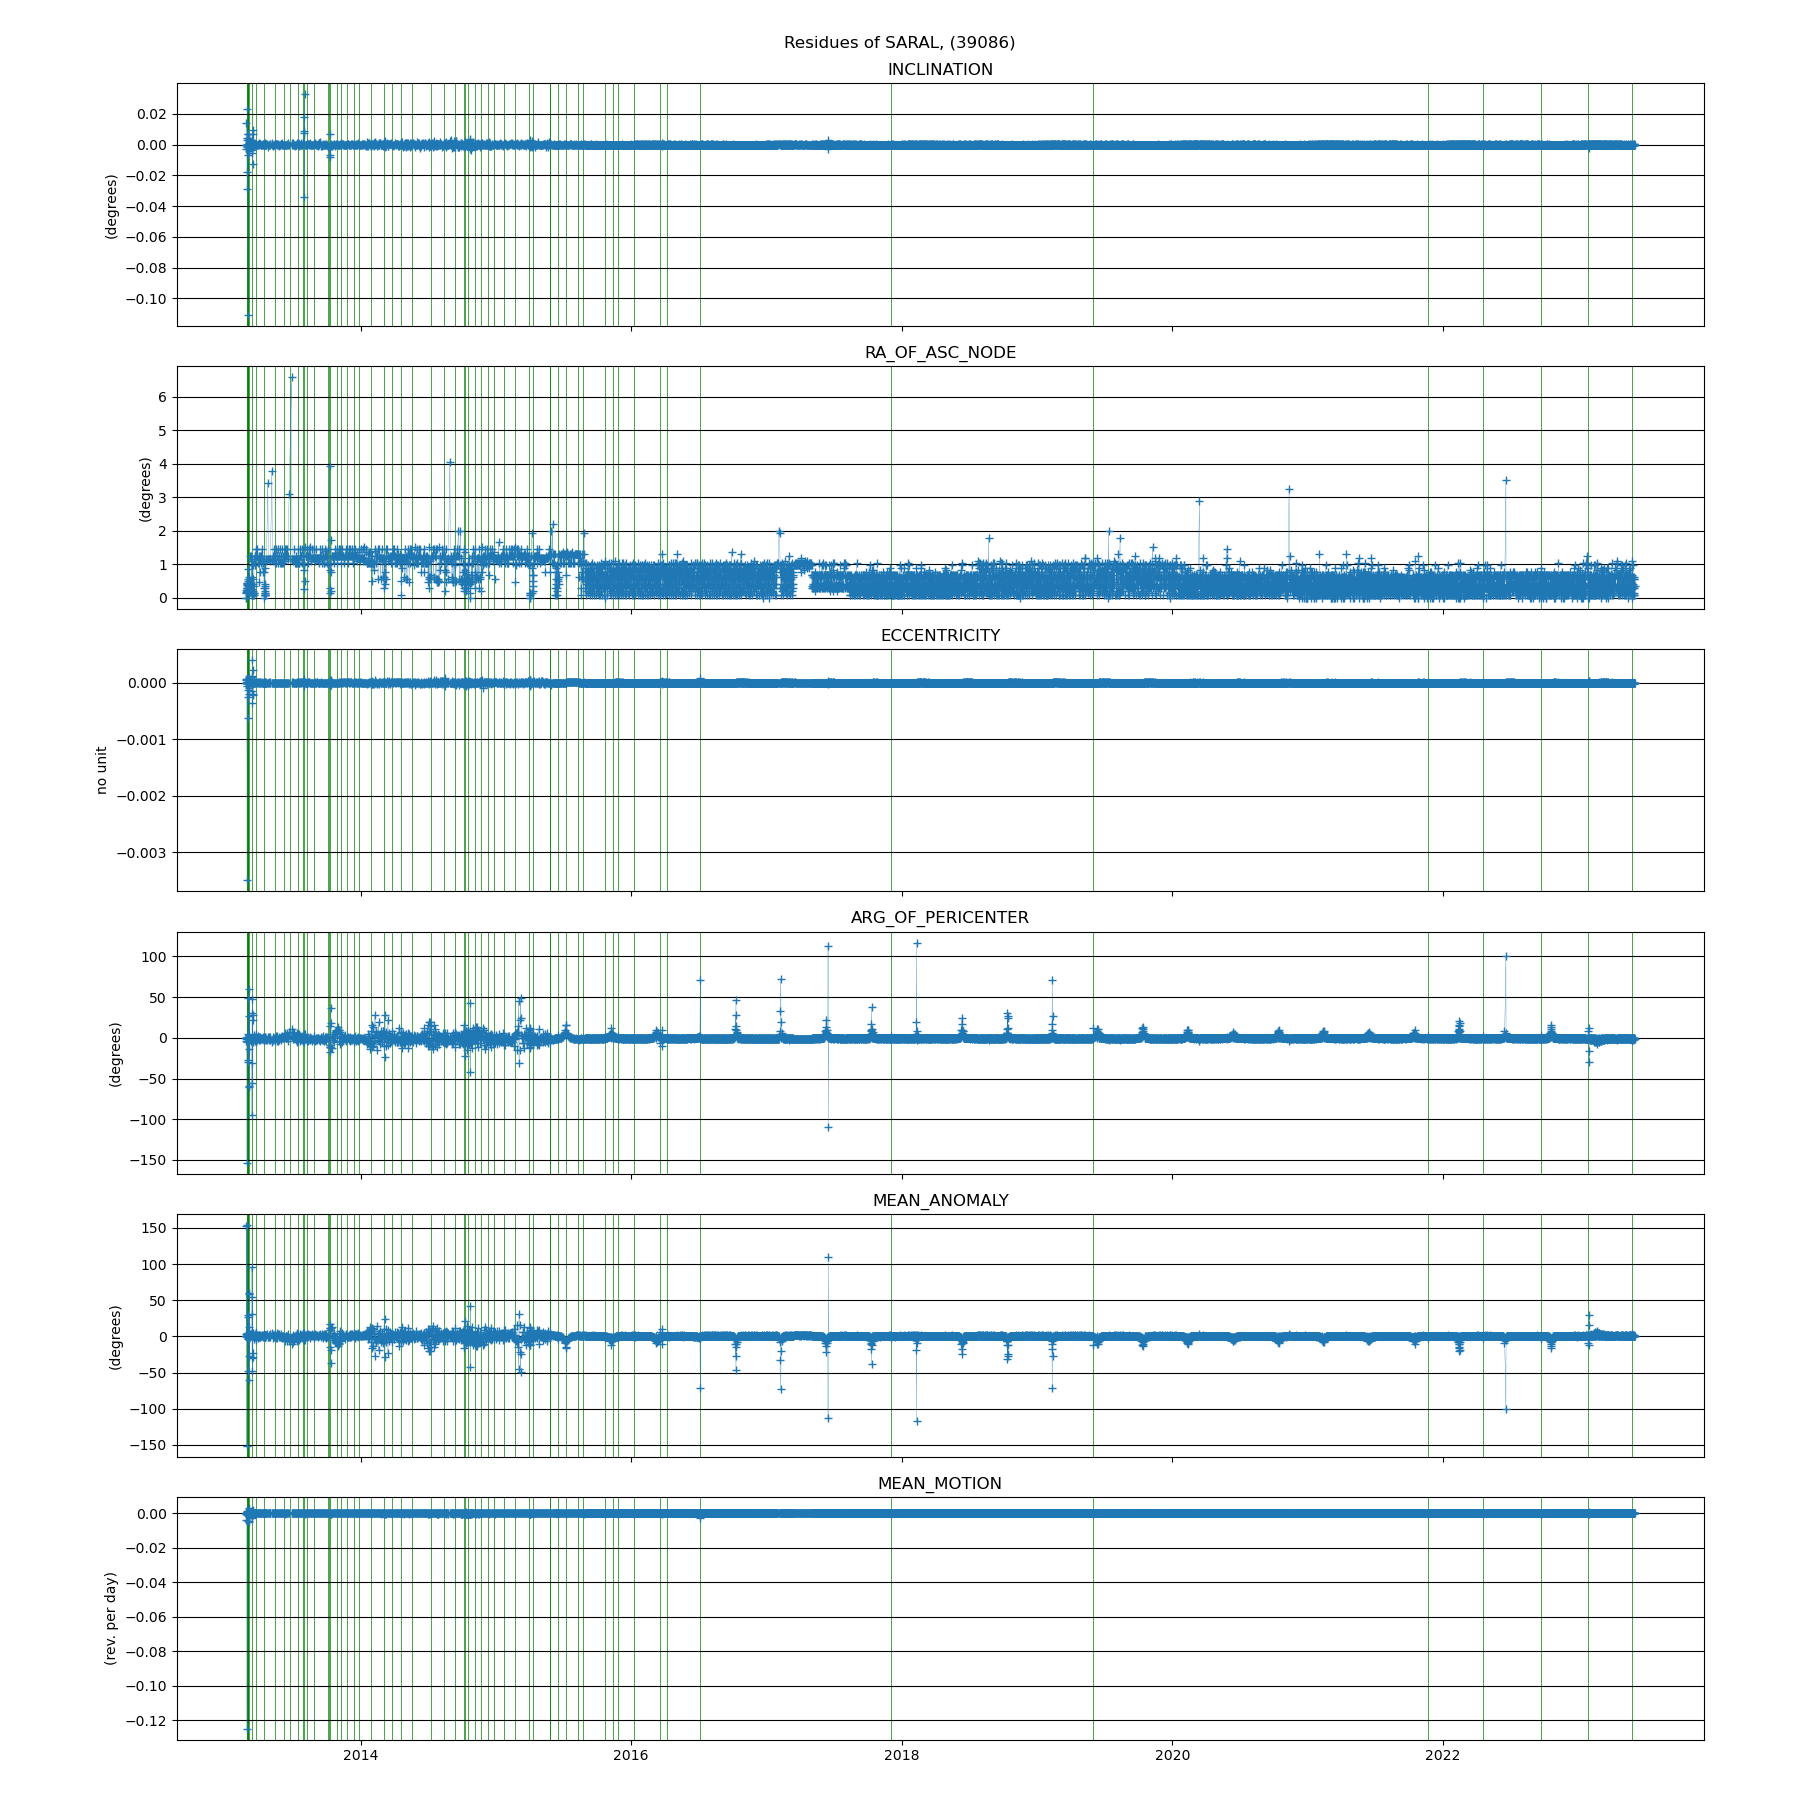 Residues of SARAL, (39086)
INCLINATION
0.02
0.00
−0.02
−0.04
−0.06
−0.08
−0.10
(degrees)
RA_OF_ASC_NODE
6
5
4
3
2
1
0
(degrees)
ECCENTRICITY
0.000
−0.001
−0.002
−0.003
no unit
ARG_OF_PERICENTER
100
50
0
−50
−100
−150
(degrees)
MEAN_ANOMALY
150
100
50
0
−50
−100
−150
(degrees)
MEAN_MOTION
0.00
−0.02
−0.04
−0.06
−0.08
−0.10
−0.12
(rev. per day)
2014 2016 2018 2020 2022